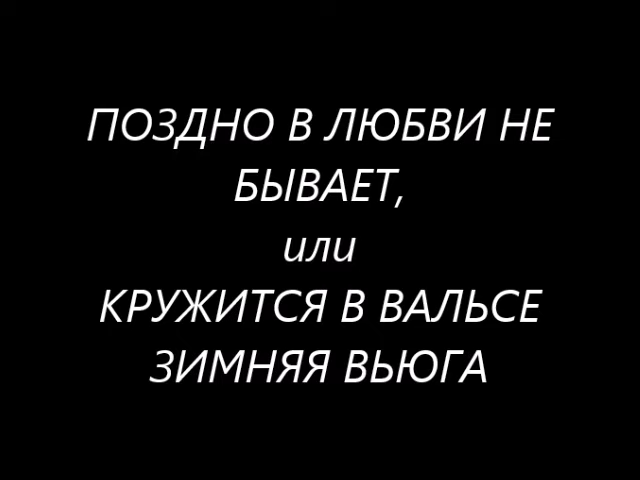 ПОЗДНО В ЛЮБВИ НЕ
БЫВАЕТ,
или
КРУЖИТСЯ В ВАЛЬСЕ
ЗИМНЯЯ ВЬЮГА